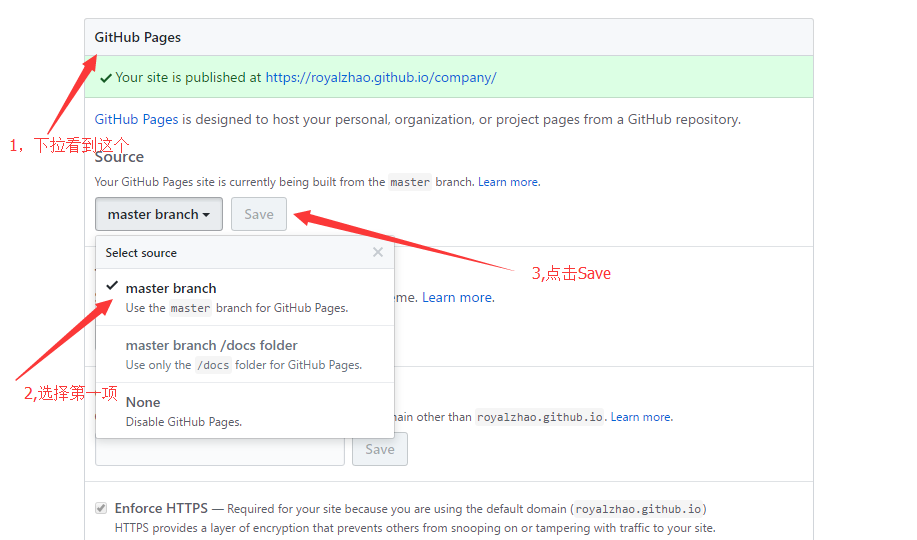 GitHub Pages
Your site is published at https://royalzhao.github.io/company/
GitHub Pages is designed to host your personal, organization, or project pages from a GitHub repository.
1，下拉看到这个
Source
Your GitHub Pages site is currently being built from the master branch. Learn more.
master branch
Save
3,点击Save
Select source
master branch
Use the master branch for GitHub Pages.
eme. Learn more.
master branch /docs folder
Use only the /docs folder for GitHub Pages.
2,选择第一项
None
Disable GitHub Pages.
main other than royalzhao.github.io. Learn more.
Save
Enforce HTTPS — Required for your site because you are using the default domain (royalzhao.github.io)
HTTPS provides a layer of encryption that prevents others from snooping on or tampering with traffic to your site.